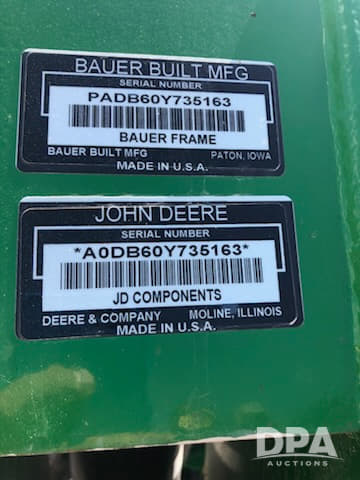 BAUER BUILT MFG
SERIAL NUMBER
PADB60Y735163
BAUER FRAME
BAUER BUILT MFG PATON, IOWA
MADE IN U.S.A.
JOHN DEERE
SERIAL NUMBER
*A0DB60Y735163*
JD COMPONENTS
DEERE & COMPANY MOLINE, ILLINOIS
MADE IN U.S.A.
DPA
AUCTIONS